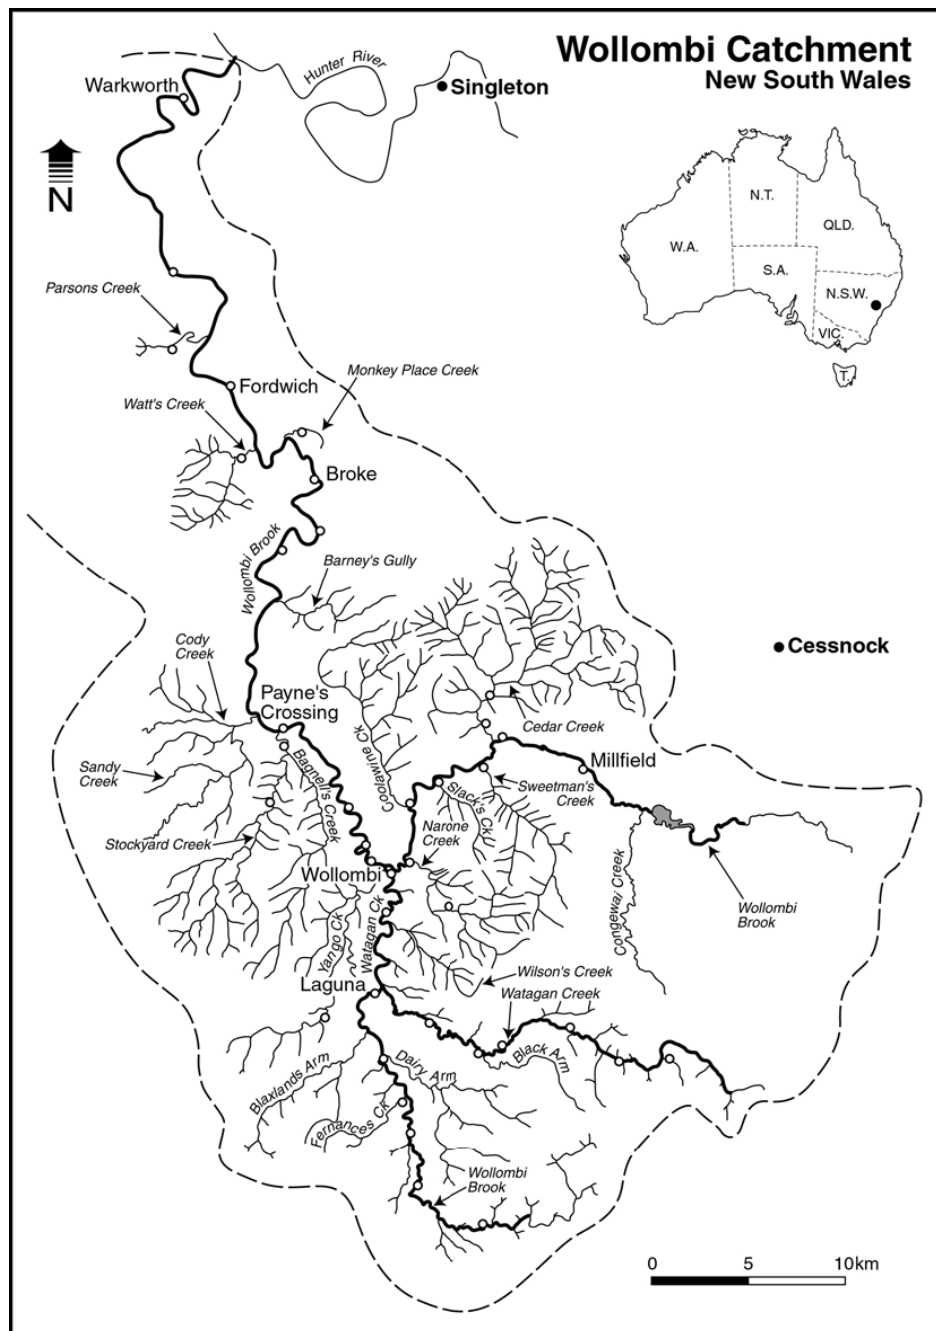 Wollombi Catchment
New South Wales
Hunter River
Warkworth
Singleton
N
N.T.
QLD.
W.A.
S.A.
N.S.W.
VIC.
T.
Parsons Creek
Monkey Place Creek
Fordwich
Watt's Creek
Broke
Wollombi Brook
Barney's Gully
Cody
Creek
Cessnock
Payne's
Crossing
Cedar Creek
Bagnell's Creek
Coolawine Ck
Millfield
Sandy
Creek
Sweetman's
Creek
Slack's Ck
Narone
Creek
Stockyard Creek
Wollombi
Congewai Creek
Wollombi
Brook
Yango Ck
Watagan Ck
Wilson's Creek
Laguna
Watagan Creek
Black Arm
Blaxlands Arm
Dairy Arm
Fernances Ck
Wollombi
Brook
0 5 10km